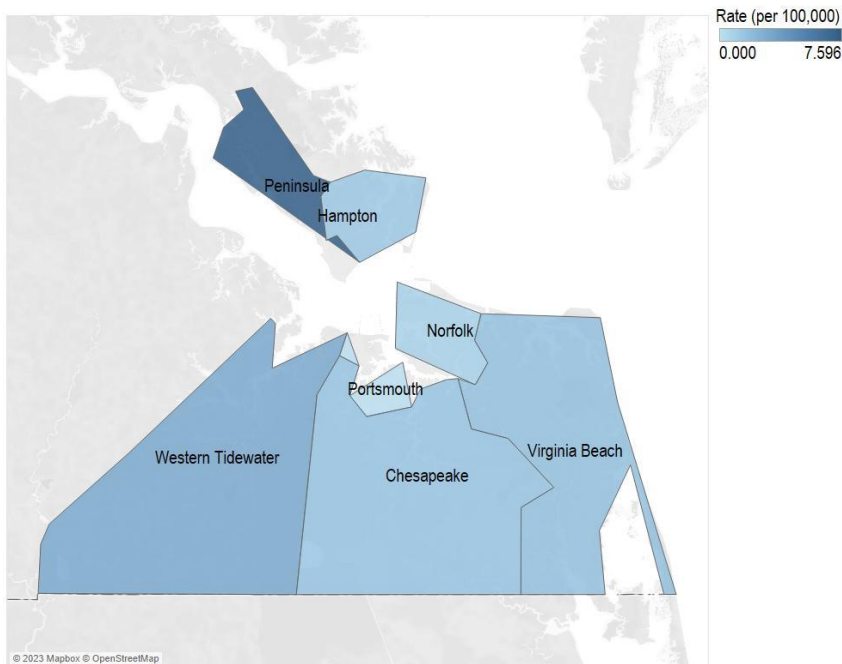 Rate (per 100,000)
0.000 7.596
Peninsula
Hampton
Norfolk
Portsmouth
Western Tidewater
Virginia Beach
Chesapeake
© 2023 Mapbox © OpenStreetMap